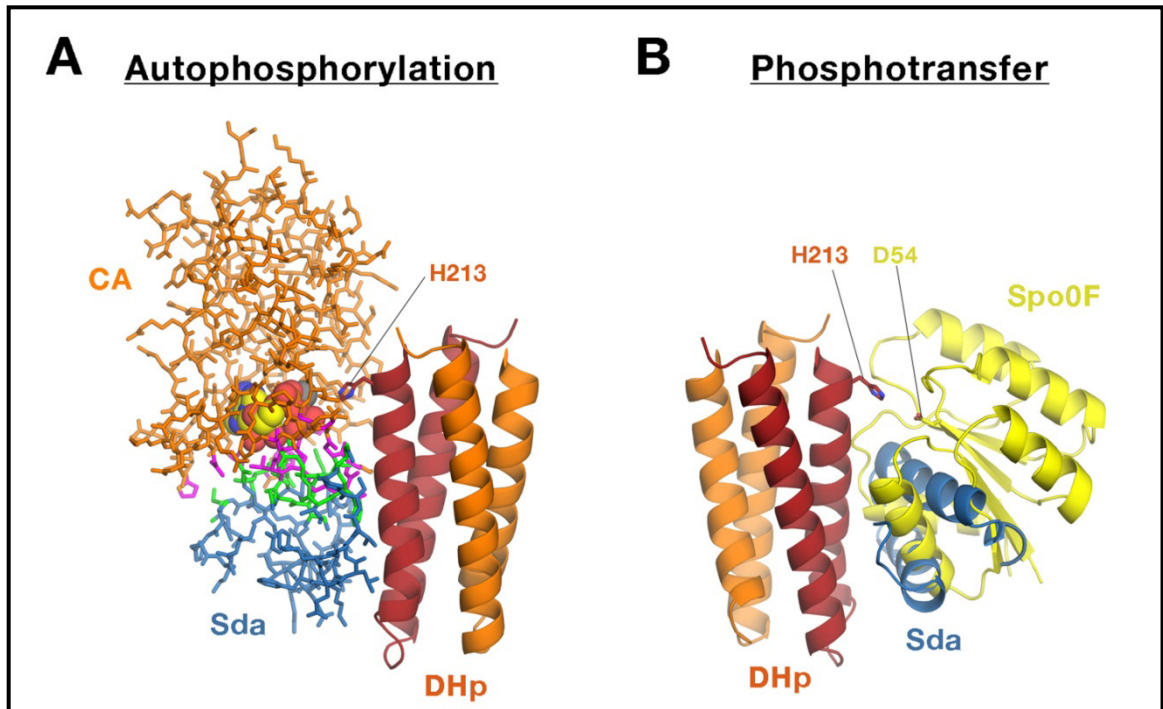 A
Autophosphorylation
CA
H213
Sda
DHp
B
Phosphotransfer
H213
D54
Spo0F
Sda
DHp